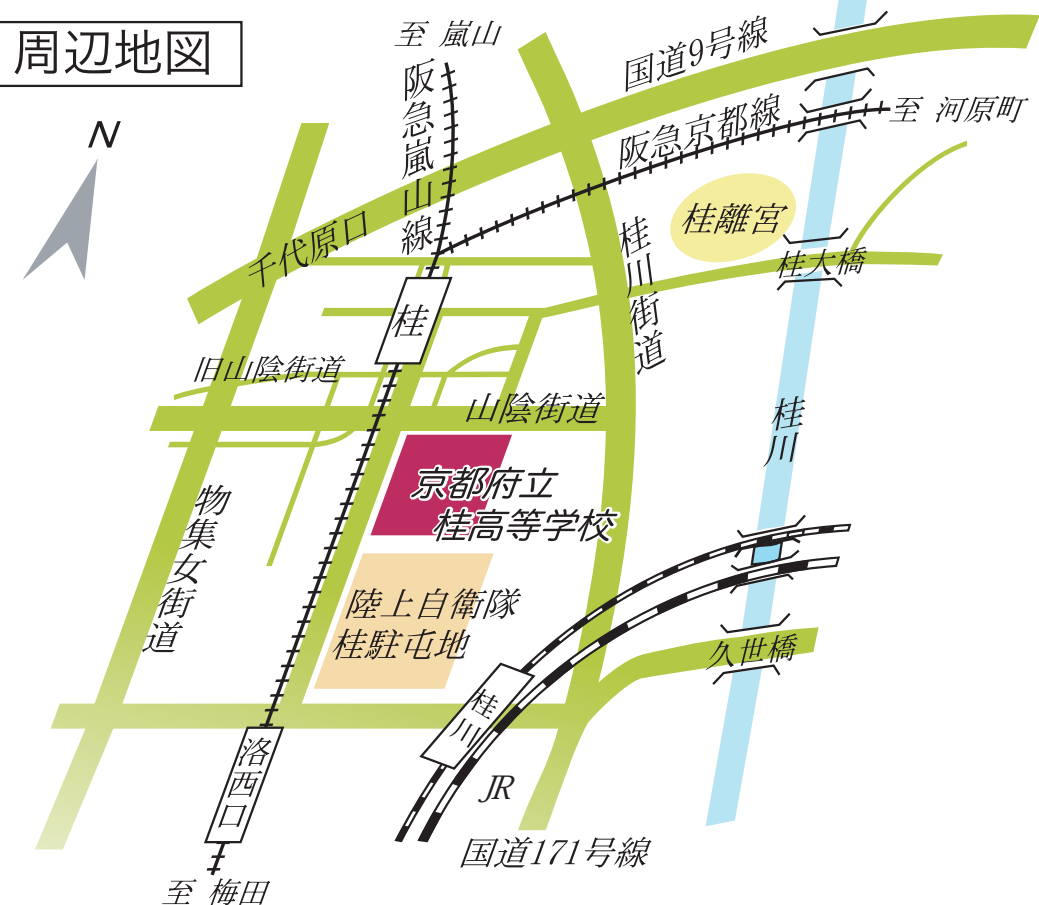 周辺地図
N
至 嵐山
阪急嵐山線
国道9号線
阪急京都線
至 河原町
千代原口
桂離宮
桂大橋
桂川街道
桂
旧山陰街道
山陰街道
桂川
京都府立
桂高等学校
物集女街道
陸上自衛隊
桂駐屯地
久世橋
桂川
洛西口
JR
国道171号線
至 梅田